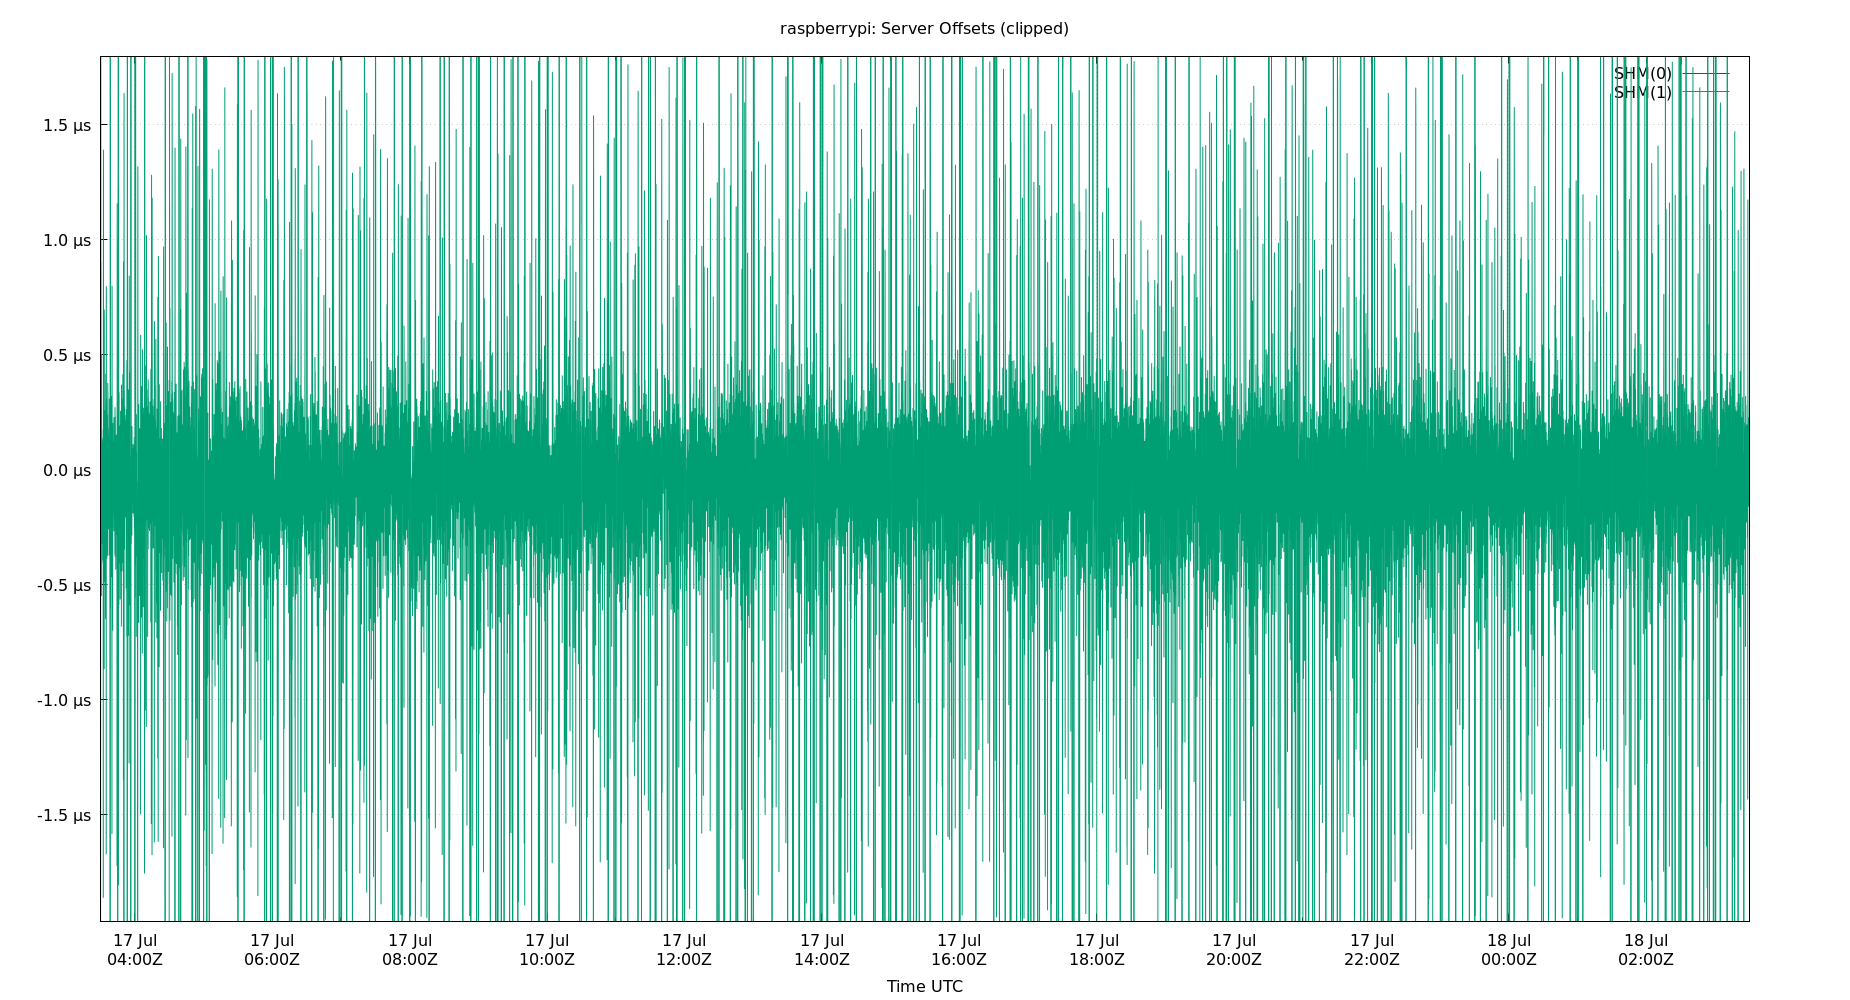 raspberrypi: Server Offsets (clipped)
SHM(0)
SHM(1)
1.5 µs
1.0 µs
0.5 µs
0.0 µs
-0.5 µs
-1.0 µs
-1.5 µs
17 Jul 17 Jul 17 Jul 17 Jul 17 Jul 17 Jul 17 Jul 17 Jul 17 Jul 17 Jul 18 Jul 18 Jul
04:00Z 06:00Z 08:00Z 10:00Z 12:00Z 14:00Z 16:00Z 18:00Z 20:00Z 22:00Z 00:00Z 02:00Z
Time UTC